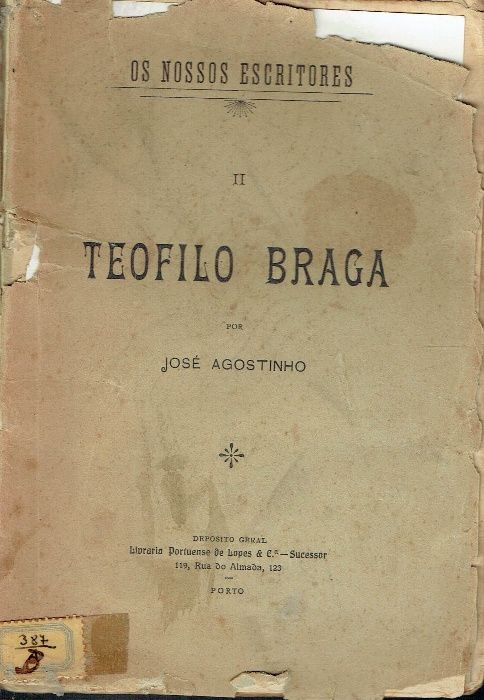 OS NOSSOS ESCRITORES
II
TEOFILO BRAGA
POR
JOSÉ AGOSTINHO
DEPOSITO GERAL
Livraria Portuense de Lopes & C.ª—Sucessor
119, Rua do Almada, 123
PORTO
387